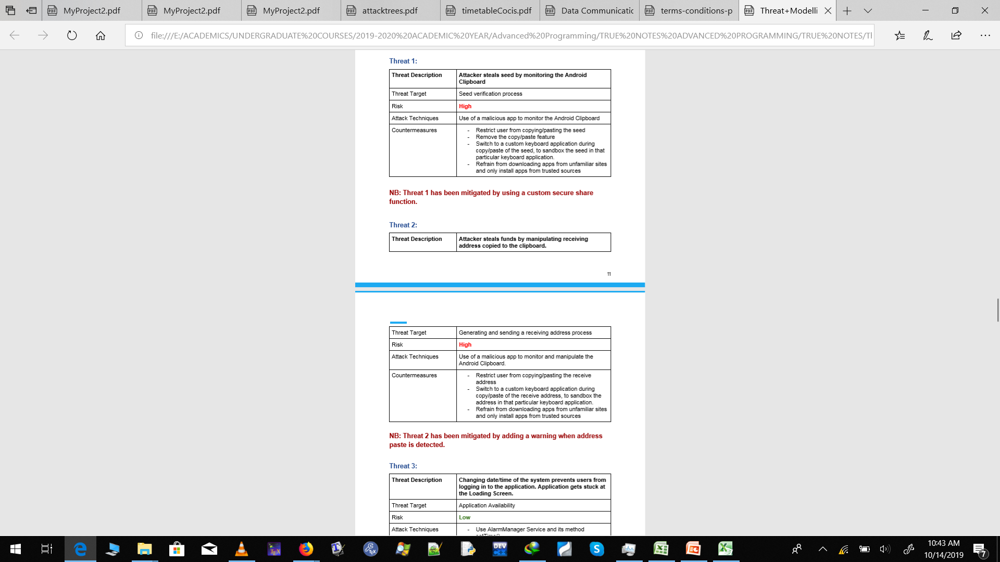 MyProject2.pdf
MyProject2.pdf
MyProject2.pdf
attacktrees.pdf
timetableCocis.pdf
Data Communicatic
terms-conditions-p
Threat+Modelli
file:///E:/ACADEMICS/UNDERGRADUATE%20COURSES/2019-2020%20ACADEMIC%20YEAR/Advanced%20Programming/TRUE%20NOTES%20ADVANCED%20PROGRAMMING/TRUE%20NOTES/Tl
Threat 1:
Threat Description
Attacker steals seed by monitoring the Android
Clipboard
Threat Target
Seed verification process
Risk
High
Attack Techniques
Use of a malicious app to monitor the Android Clipboard
Countermeasures
- Restrict user from copying/pasting the seed
- Remove the copy/paste feature
- Switch to a custom keyboard application during
copy/paste of the seed, to sandbox the seed in that
particular keyboard application.
- Refrain from downloading apps from unfamiliar sites
and only install apps from trusted sources
NB: Threat 1 has been mitigated by using a custom secure share
function.
Threat 2:
Threat Description
Attacker steals funds by manipulating receiving
address copied to the clipboard.
11
Threat Target
Generating and sending a receiving address process
Risk
High
Attack Techniques
Use of a malicious app to monitor and manipulate the
Android Clipboard.
Countermeasures
- Restrict user from copying/pasting the receive
address
- Switch to a custom keyboard application during
copy/paste of the receive address, to sandbox the
address in that particular keyboard application.
- Refrain from downloading apps from unfamiliar sites
and only install apps from trusted sources
NB: Threat 2 has been mitigated by adding a warning when address
paste is detected.
Threat 3:
Threat Description
Changing date/time of the system prevents users from
logging in to the application. Application gets stuck at
the Loading Screen.
Threat Target
Application Availability
Risk
Low
Attack Techniques
- Use AlarmManager Service and its method
10:43 AM
10/14/2019
7